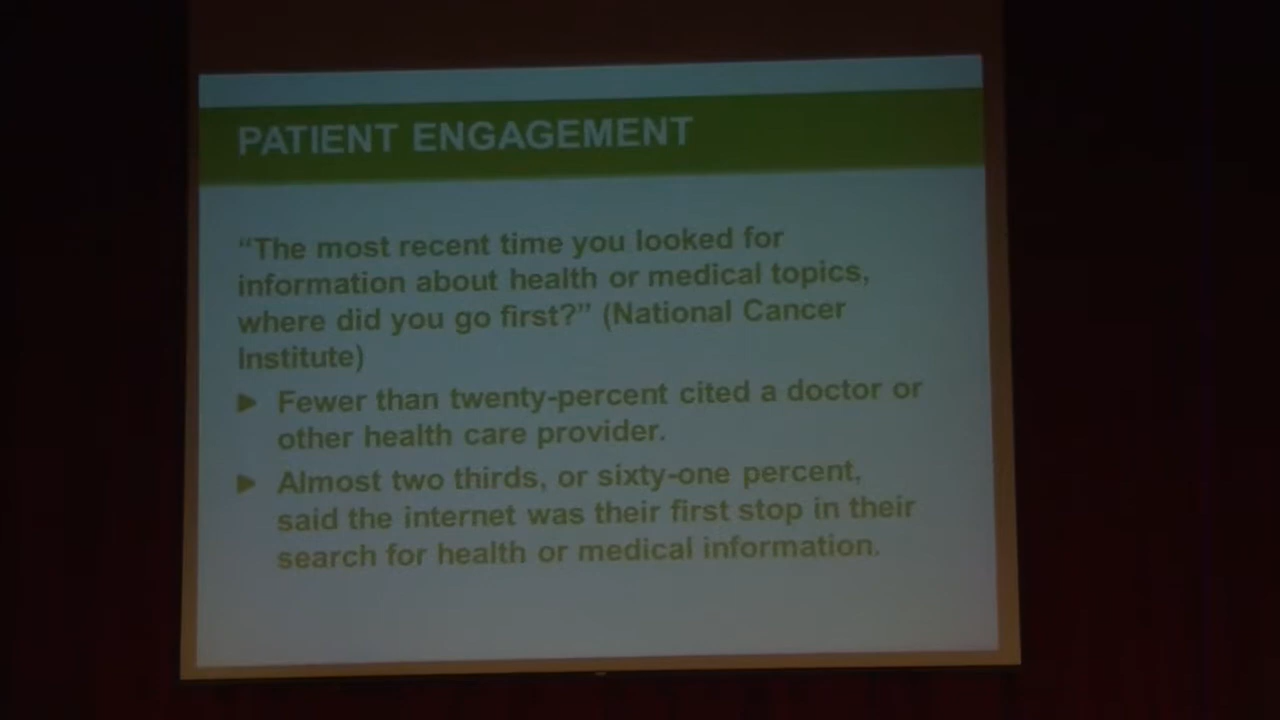 PATIENT ENGAGEMENT
“The most recent time you looked for
information about health or medical topics,
where did you go first?” (National Cancer
Institute)
Fewer than twenty-percent cited a doctor or
other health care provider.
Almost two thirds, or sixty-one percent,
said the internet was their first stop in their
search for health or medical information.